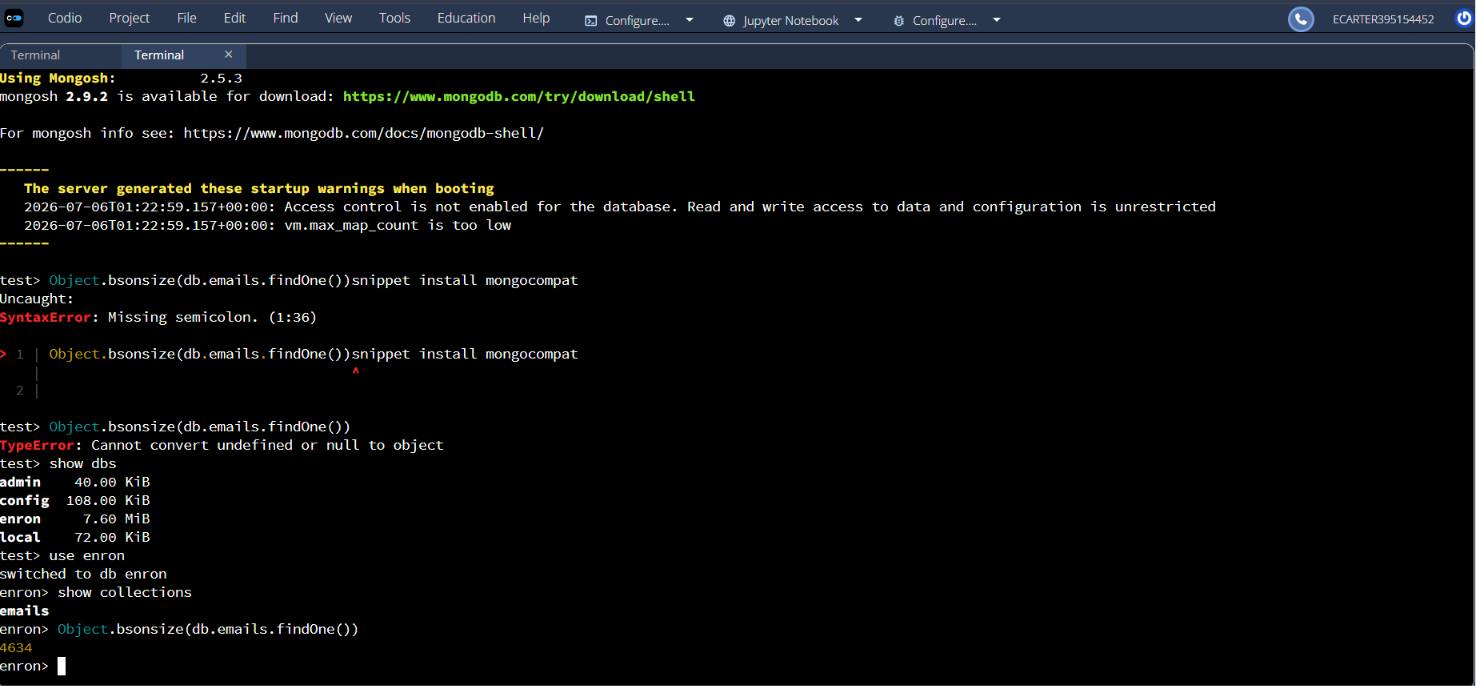 Codio Project File Edit Find View Tools Education Help Configure.... Jupyter Notebook Configure.... ECARTER395154452
Terminal Terminal ×
Using Mongosh: 2.5.3
mongosh 2.9.2 is available for download: https://www.mongodb.com/try/download/shell
For mongosh info see: https://www.mongodb.com/docs/mongodb-shell/
------
The server generated these startup warnings when booting
2026-07-06T01:22:59.157+00:00: Access control is not enabled for the database. Read and write access to data and configuration is unrestricted
2026-07-06T01:22:59.157+00:00: vm.max_map_count is too low
------
test> Object.bsonsize(db.emails.findOne())snippet install mongocompat
Uncaught:
SyntaxError: Missing semicolon. (1:36)
> 1 | Object.bsonsize(db.emails.findOne())snippet install mongocompat
| ^
2 |
test> Object.bsonsize(db.emails.findOne())
TypeError: Cannot convert undefined or null to object
test> show dbs
admin 40.00 KiB
config 108.00 KiB
enron 7.60 MiB
local 72.00 KiB
test> use enron
switched to db enron
enron> show collections
emails
enron> Object.bsonsize(db.emails.findOne())
4634
enron>